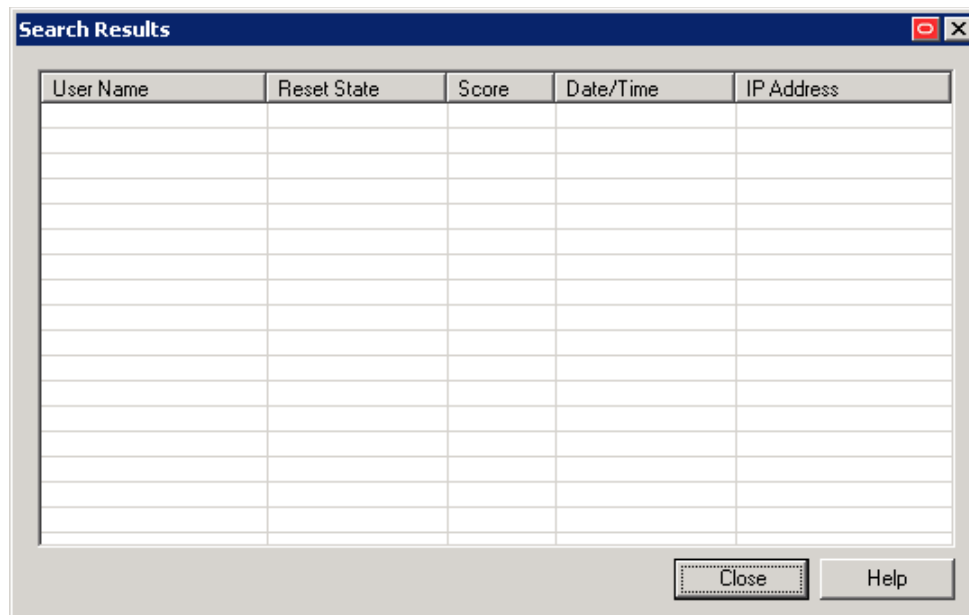 Search Results
User Name Reset State Score Date/Time IP Address
Close Help